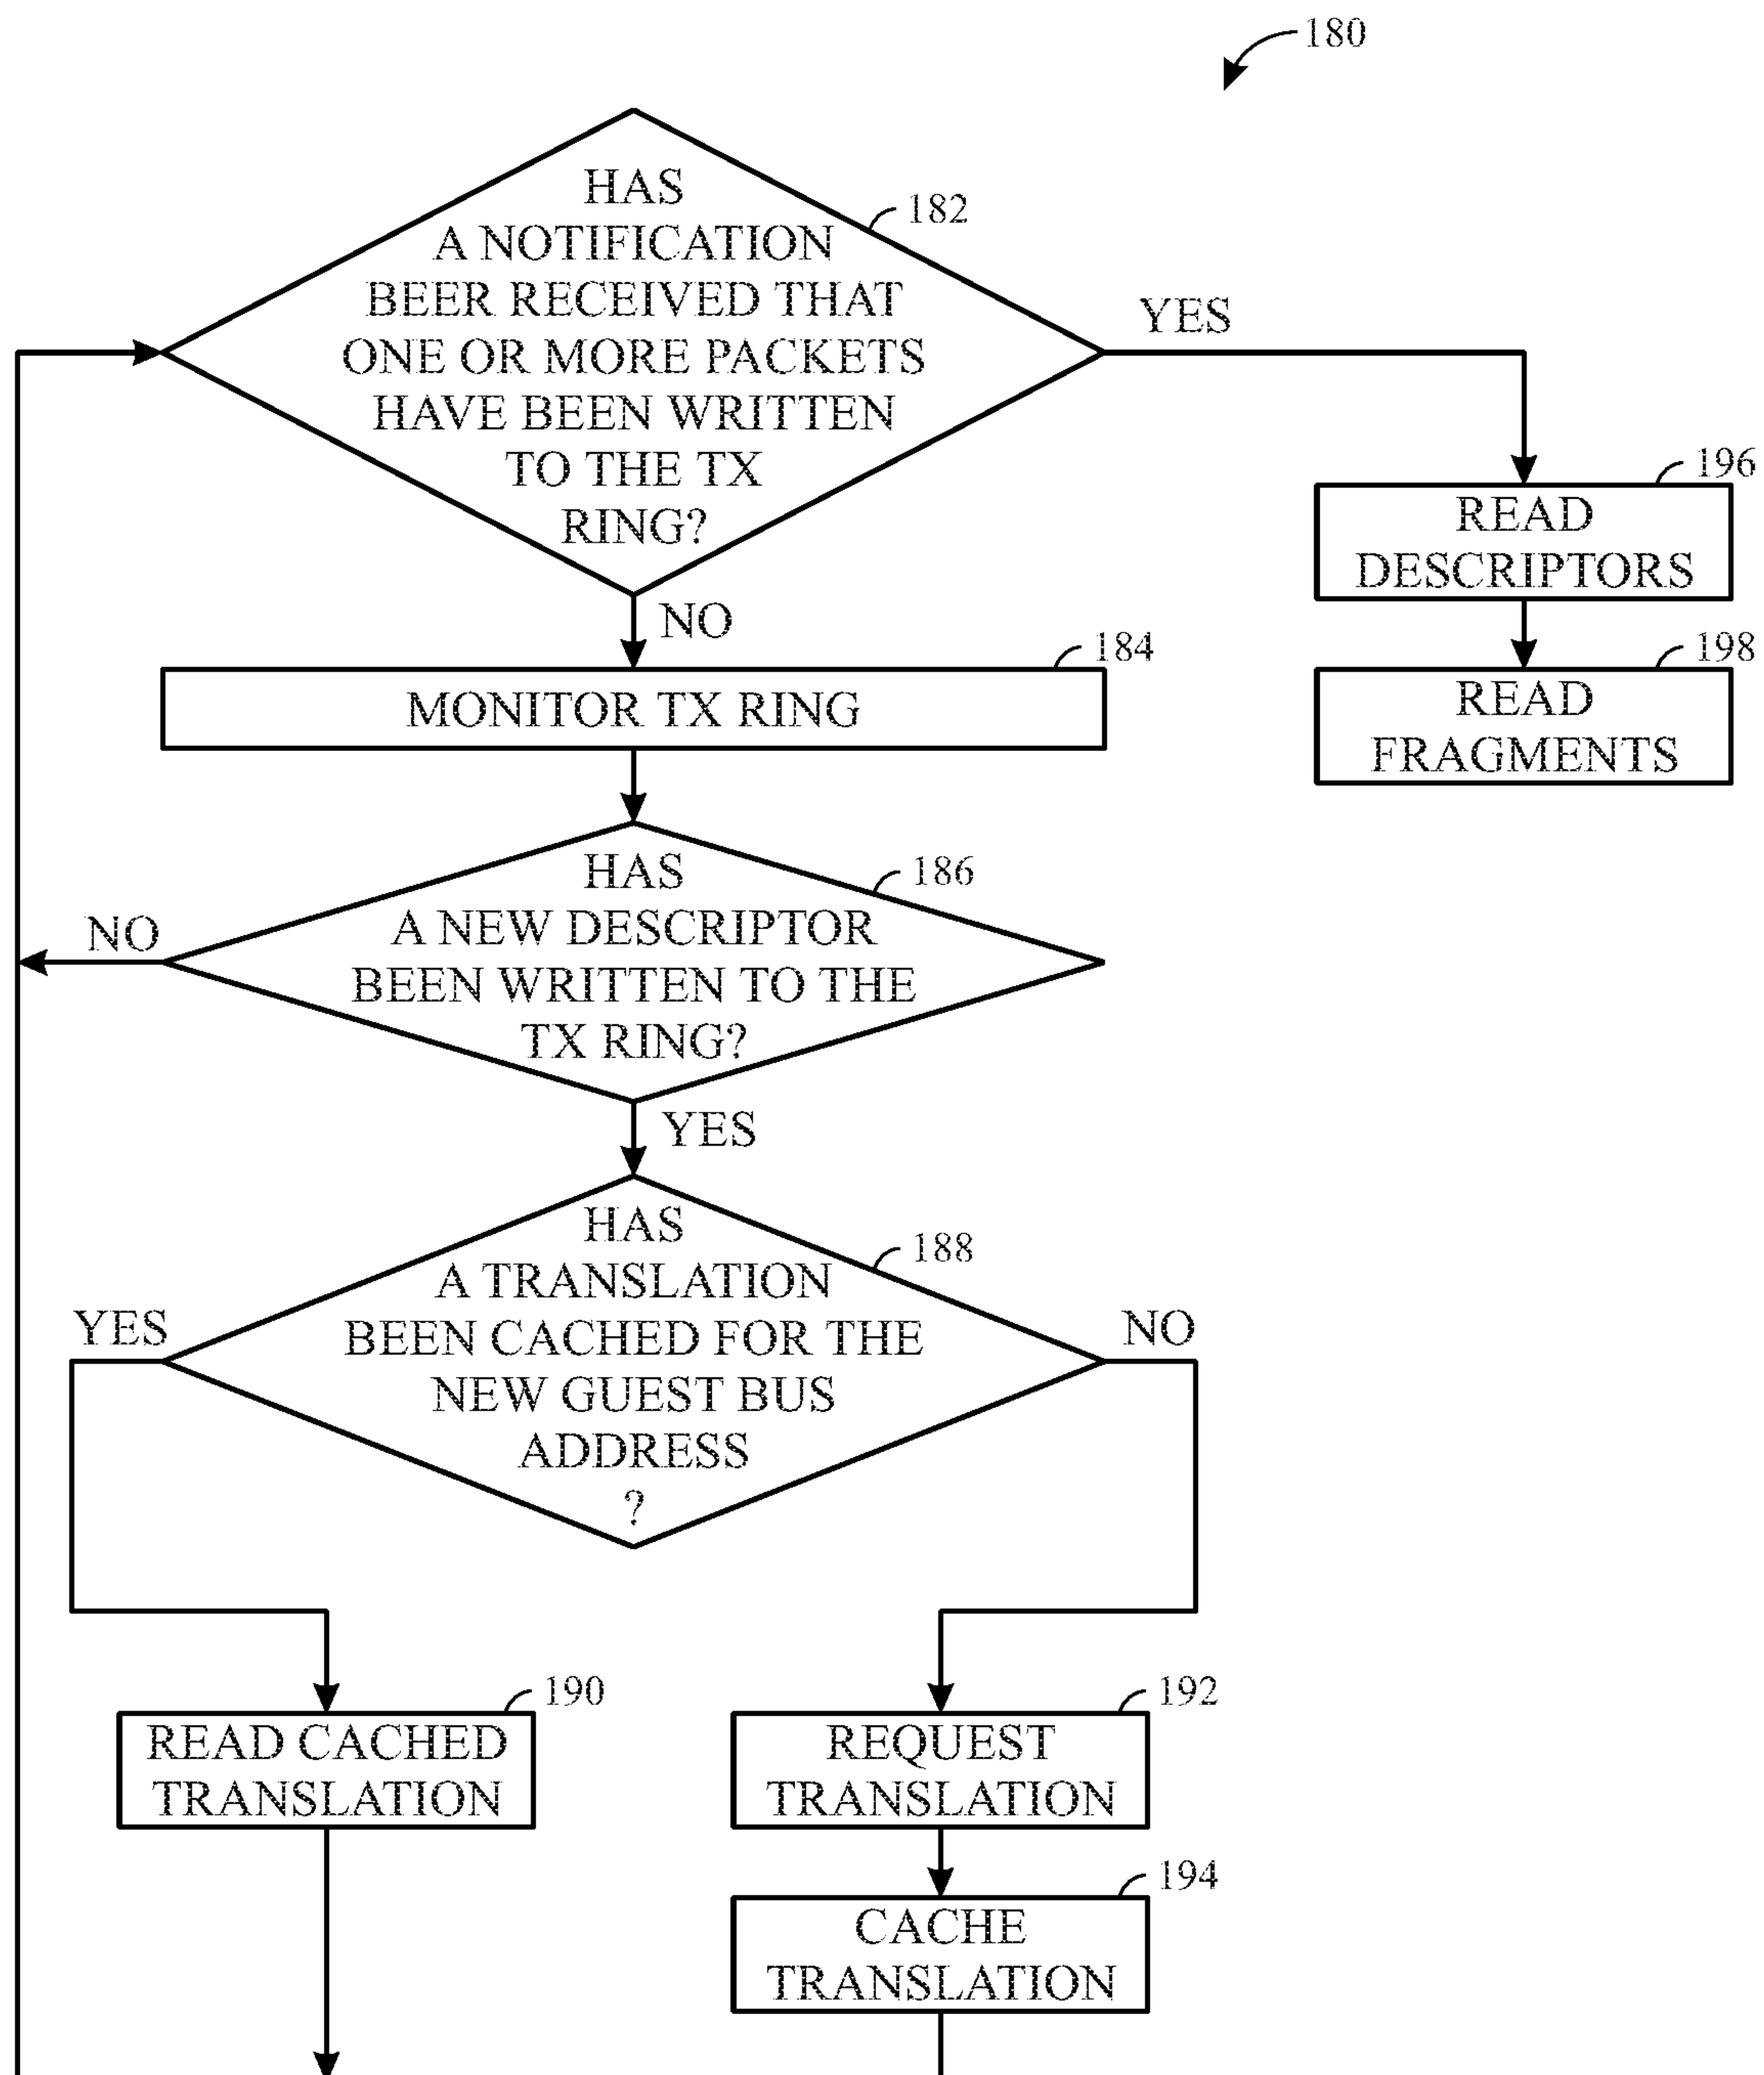 180
HAS
A NOTIFICATION
BEER RECEIVED THAT
ONE OR MORE PACKETS
HAVE BEEN WRITTEN
TO THE TX
RING?
182
YES
NO
196
READ
DESCRIPTORS
184
MONITOR TX RING
198
READ
FRAGMENTS
HAS
A NEW DESCRIPTOR
BEEN WRITTEN TO THE
TX RING?
186
NO
YES
HAS
A TRANSLATION
BEEN CACHED FOR THE
NEW GUEST BUS
ADDRESS
?
188
YES
NO
190
READ CACHED
TRANSLATION
192
REQUEST
TRANSLATION
194
CACHE
TRANSLATION